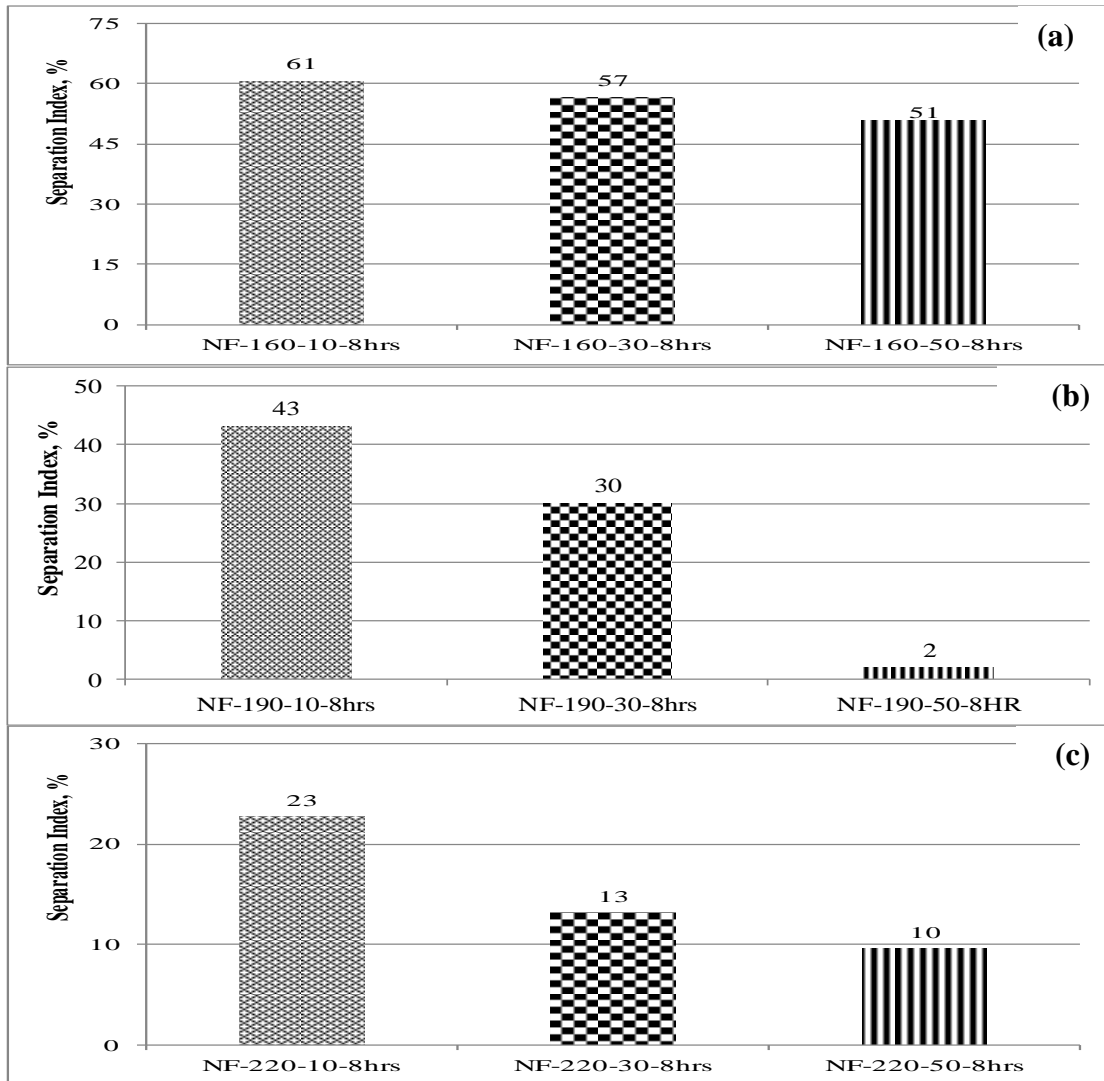 (a)
Separation Index, %
75
60
45
30
15
0
61
57
51
NF-160-10-8hrs NF-160-30-8hrs NF-160-50-8hrs
(b)
Separation Index, %
50
40
30
20
10
0
43
30
2
NF-190-10-8hrs NF-190-30-8hrs NF-190-50-8HR
(c)
Separation Index, %
30
20
10
0
23
13
10
NF-220-10-8hrs NF-220-30-8hrs NF-220-50-8hrs